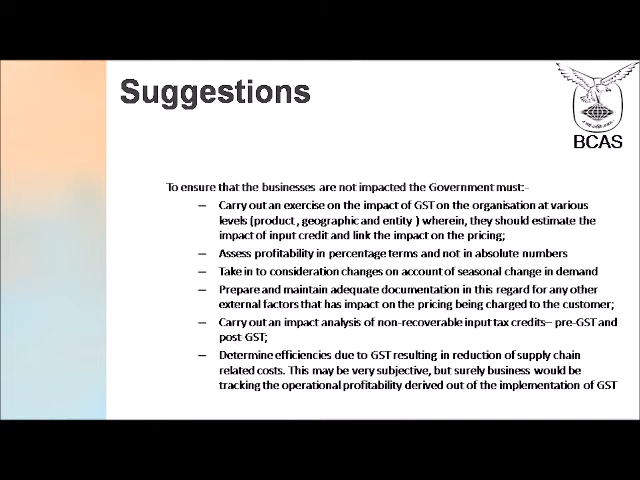 Suggestions
BCAS
To ensure that the businesses are not impacted the Government must:-
– Carry out an exercise on the impact of GST on the organisation at various
levels (product , geographic and entity ) wherein, they should estimate the
impact of input credit and link the impact on the pricing;
– Assess profitability in percentage terms and not in absolute numbers
– Take in to consideration changes on account of seasonal change in demand
– Prepare and maintain adequate documentation in this regard for any other
external factors that has impact on the pricing being charged to the customer;
– Carry out an impact analysis of non-recoverable input tax credits– pre-GST and
post-GST;
– Determine efficiencies due to GST resulting in reduction of supply chain
related costs. This may be very subjective, but surely business would be
tracking the operational profitability derived out of the implementation of GST